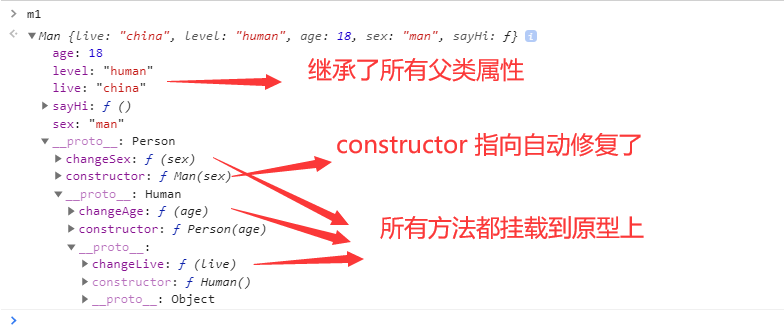 m1
Man {live: "china", level: "human", age: 18, sex: "man", sayHi: ƒ}
age: 18
level: "human"
live: "china"
继承了所有父类属性
sayHi: ƒ ()
sex: "man"
__proto__: Person
constructor 指向自动修复了
changeSex: ƒ (sex)
constructor: ƒ Man(sex)
__proto__: Human
changeAge: ƒ (age)
constructor: ƒ Person(age)
所有方法都挂载到原型上
__proto__:
changeLive: ƒ (live)
constructor: ƒ Human()
__proto__: Object